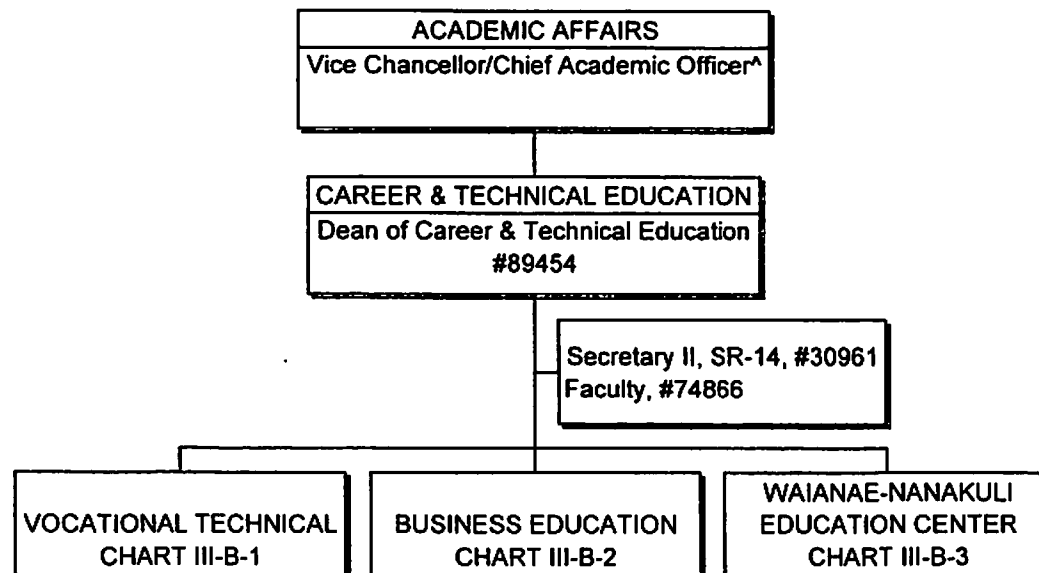 ACADEMIC AFFAIRS
Vice Chancellor/Chief Academic Officer^
CAREER & TECHNICAL EDUCATION
Dean of Career & Technical Education
#89454
Secretary II, SR-14, #30961
Faculty, #74866
VOCATIONAL TECHNICAL
CHART III-B-1
BUSINESS EDUCATION
CHART III-B-2
WAIANAE-NANAKULI
EDUCATION CENTER
CHART III-B-3